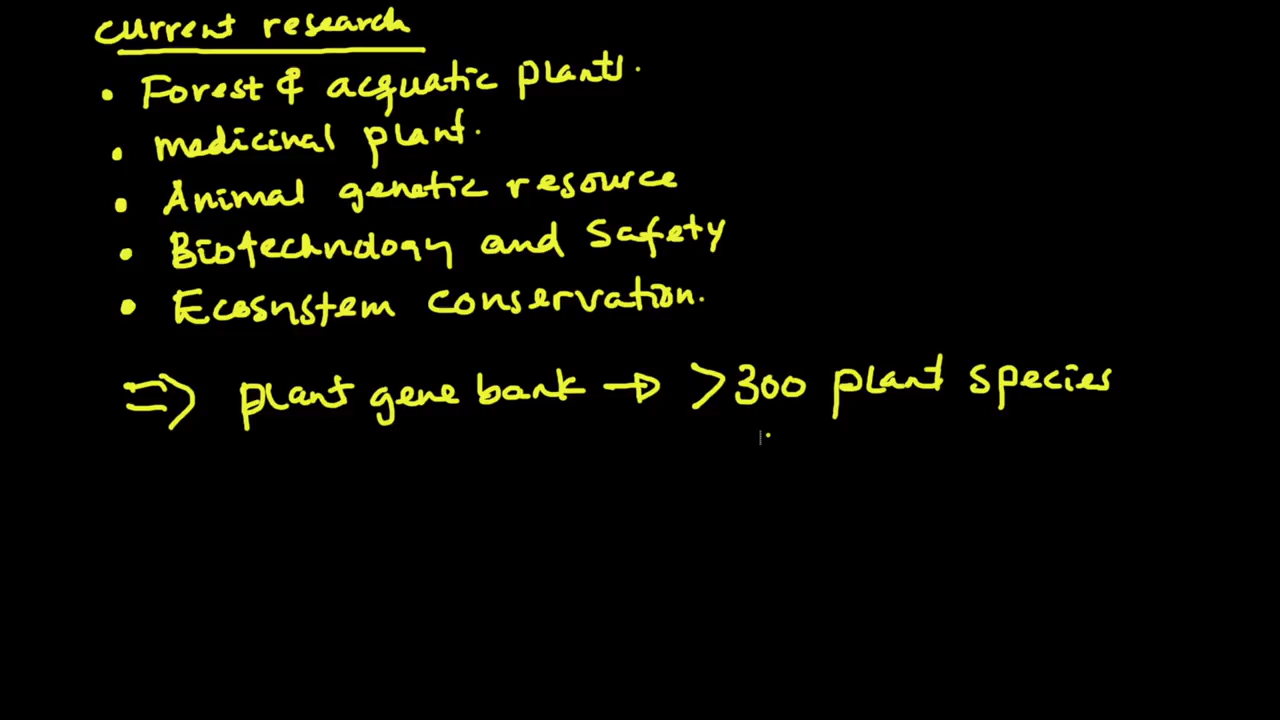 current research
• Forest & acquatic plants.
• medicinal plant.
• Animal genetic resource
• Biotechnology and Safety
• Ecosystem conservation.
⇒ plant gene bank → >300 plant species